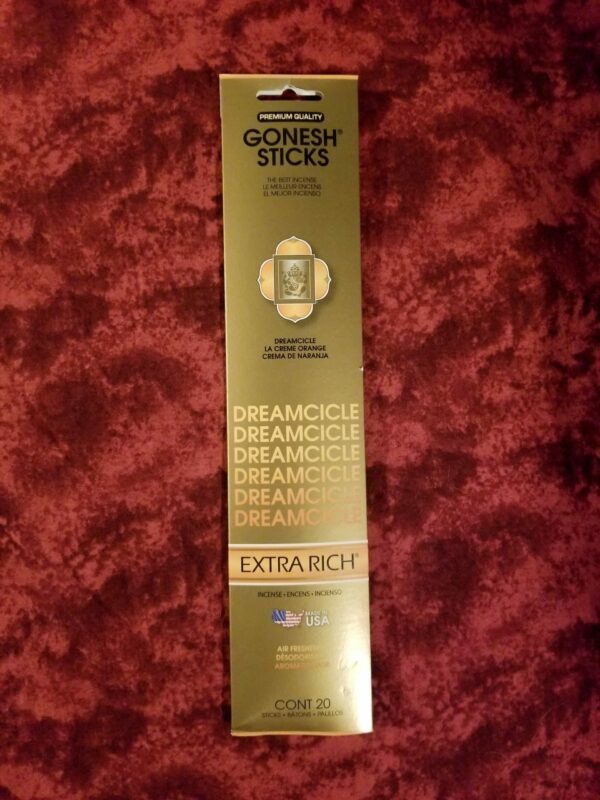 PREMIUM QUALITY
GONESH®
STICKS
THE BEST INCENSE
LE MEILLEUR ENCENS
EL MEJOR INCIENSO
DREAMCICLE
LA CREME ORANGE
CREMA DE NARANJA
DREAMCICLE
DREAMCICLE
DREAMCICLE
DREAMCICLE
DREAMCICLE
DREAMCICLE
EXTRA RICH®
INCENSE • ENCENS • INCIENSO
MADE IN
USA
AIR
CONT 20
STICKS • BÂTONS • PALILLOS